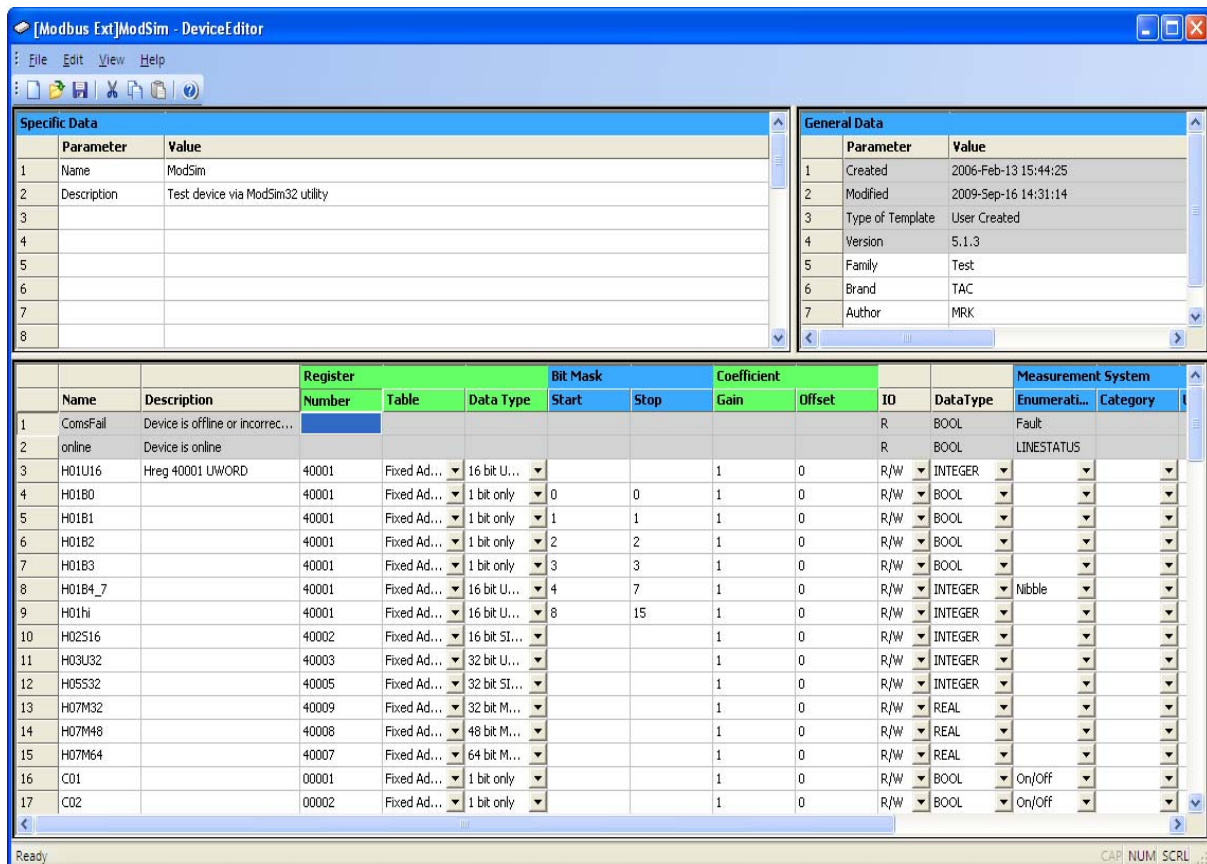 [Modbus Ext]ModSim - DeviceEditor
File Edit View Help
Specific Data
Parameter Value
1 Name ModSim
2 Description Test device via ModSim32 utility
3
4
5
6
7
8
General Data
Parameter Value
1 Created 2006-Feb-13 15:44:25
2 Modified 2009-Sep-16 14:31:14
3 Type of Template User Created
4 Version 5.1.3
5 Family Test
6 Brand TAC
7 Author MRK
Register Bit Mask Coefficient Measurement System
Name Description Number Table Data Type Start Stop Gain Offset IO DataType Enumerati... Category
1 ComsFail Device is offline or incorrec... R BOOL Fault
2 online Device is online R BOOL LINESTATUS
3 H01U16 Hreg 40001 UWORD 40001 Fixed Ad... 16 bit U... 1 0 R/W INTEGER
4 H01B0 40001 Fixed Ad... 1 bit only 0 0 1 0 R/W BOOL
5 H01B1 40001 Fixed Ad... 1 bit only 1 1 1 0 R/W BOOL
6 H01B2 40001 Fixed Ad... 1 bit only 2 2 1 0 R/W BOOL
7 H01B3 40001 Fixed Ad... 1 bit only 3 3 1 0 R/W BOOL
8 H01B4_7 40001 Fixed Ad... 16 bit U... 4 7 1 0 R/W INTEGER Nibble
9 H01hi 40001 Fixed Ad... 16 bit U... 8 15 1 0 R/W INTEGER
10 H02S16 40002 Fixed Ad... 16 bit SI... 1 0 R/W INTEGER
11 H03U32 40003 Fixed Ad... 32 bit U... 1 0 R/W INTEGER
12 H05S32 40005 Fixed Ad... 32 bit SI... 1 0 R/W INTEGER
13 H07M32 40009 Fixed Ad... 32 bit M... 1 0 R/W REAL
14 H07M48 40008 Fixed Ad... 48 bit M... 1 0 R/W REAL
15 H07M64 40007 Fixed Ad... 64 bit M... 1 0 R/W REAL
16 C01 00001 Fixed Ad... 1 bit only 1 0 R/W BOOL On/Off
17 C02 00002 Fixed Ad... 1 bit only 1 0 R/W BOOL On/Off
Ready CAP NUM SCRL